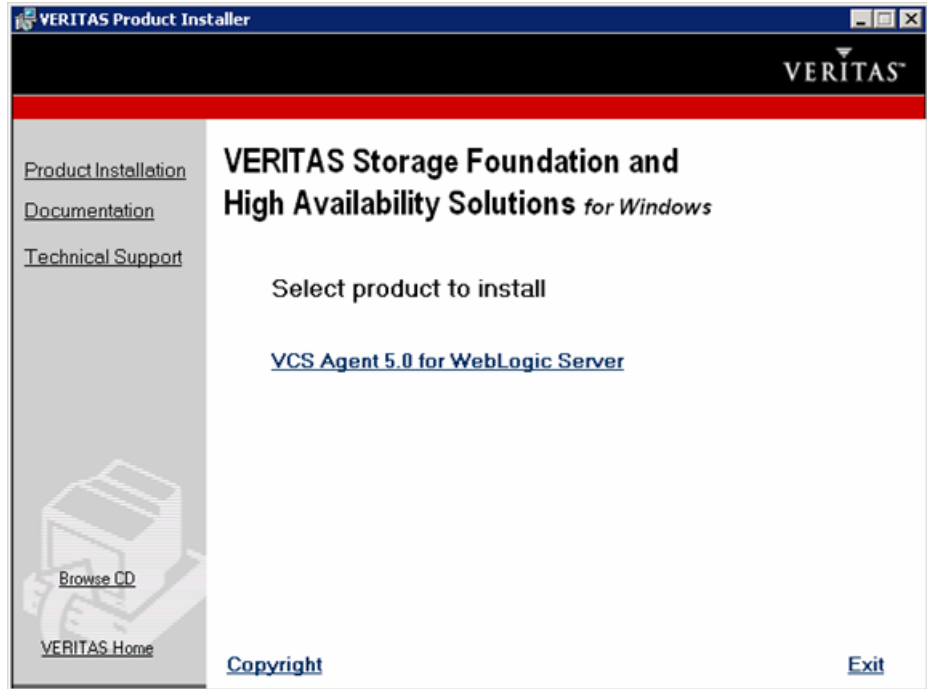 VERITAS Product Installer
VERITAS™
Product Installation
Documentation
Technical Support
Browse CD
VERITAS Home
VERITAS Storage Foundation and
High Availability Solutions for Windows
Select product to install
VCS Agent 5.0 for WebLogic Server
Copyright
Exit